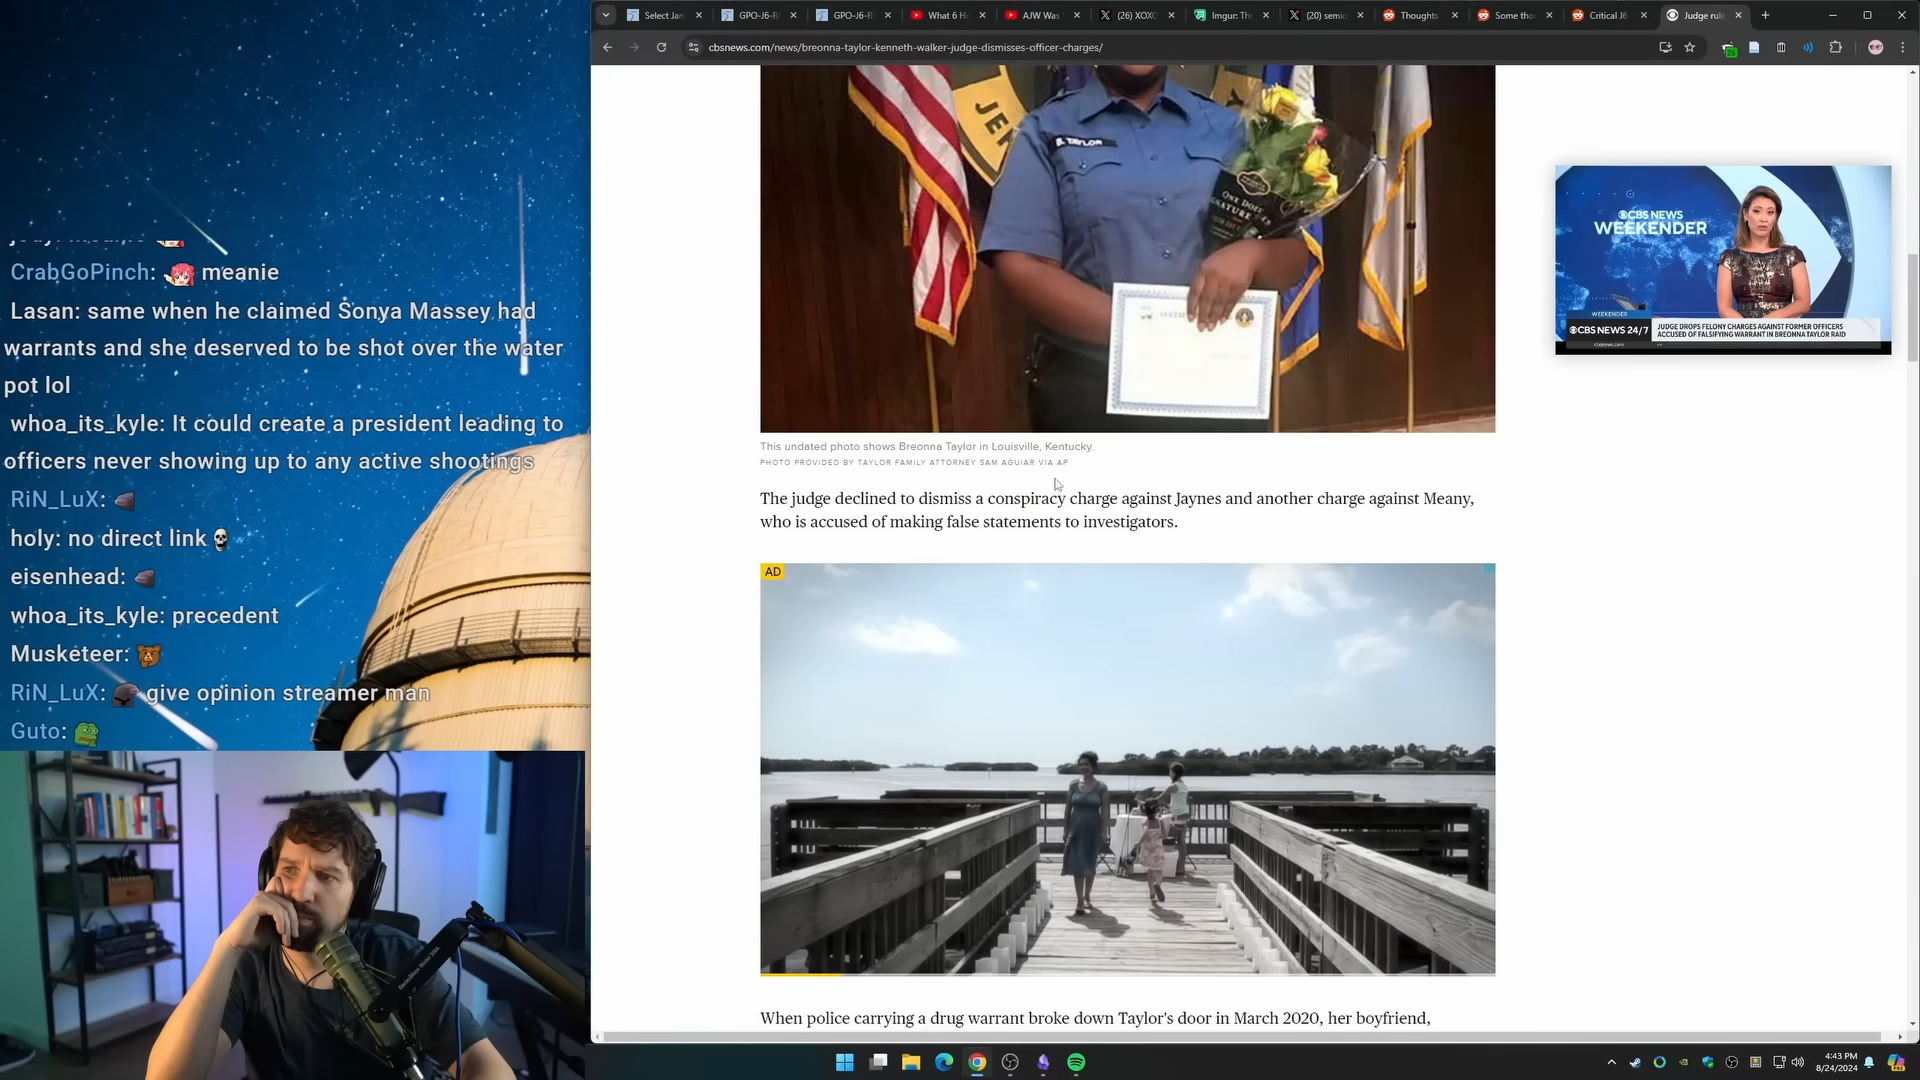 Select Jan
GPO-J6-R
GPO-J6-R
What 6 H
AJW Was
(26) XOXO
Imgur: The
(20) semio
Thoughts
Some tho
Critical J6
Judge rul
cbsnews.com/news/breonna-taylor-kenneth-walker-judge-dismisses-officer-charges/
CrabGoPinch: meanie
Lasan: same when he claimed Sonya Massey had
warrants and she deserved to be shot over the water
pot lol
whoa_its_kyle: It could create a president leading to
officers never showing up to any active shootings
RiN_LuX:
holy: no direct link
eisenhead:
whoa_its_kyle: precedent
Musketeer:
RiN_LuX: give opinion streamer man
Guto:
B. TAYLOR
ONE DOZ
This undated photo shows Breonna Taylor in Louisville, Kentucky.
PHOTO PROVIDED BY TAYLOR FAMILY ATTORNEY SAM AGUIAR VIA AP
The judge declined to dismiss a conspiracy charge against Jaynes and another charge against Meany,
who is accused of making false statements to investigators.
AD
When police carrying a drug warrant broke down Taylor's door in March 2020, her boyfriend,
CBS NEWS
WEEKENDER
WEEKENDER
CBS NEWS 24/7
JUDGE DROPS FELONY CHARGES AGAINST FORMER OFFICERS
ACCUSED OF FALSIFYING WARRANT IN BREONNA TAYLOR RAID
cbsnews.com
4:43 PM
8/24/2024